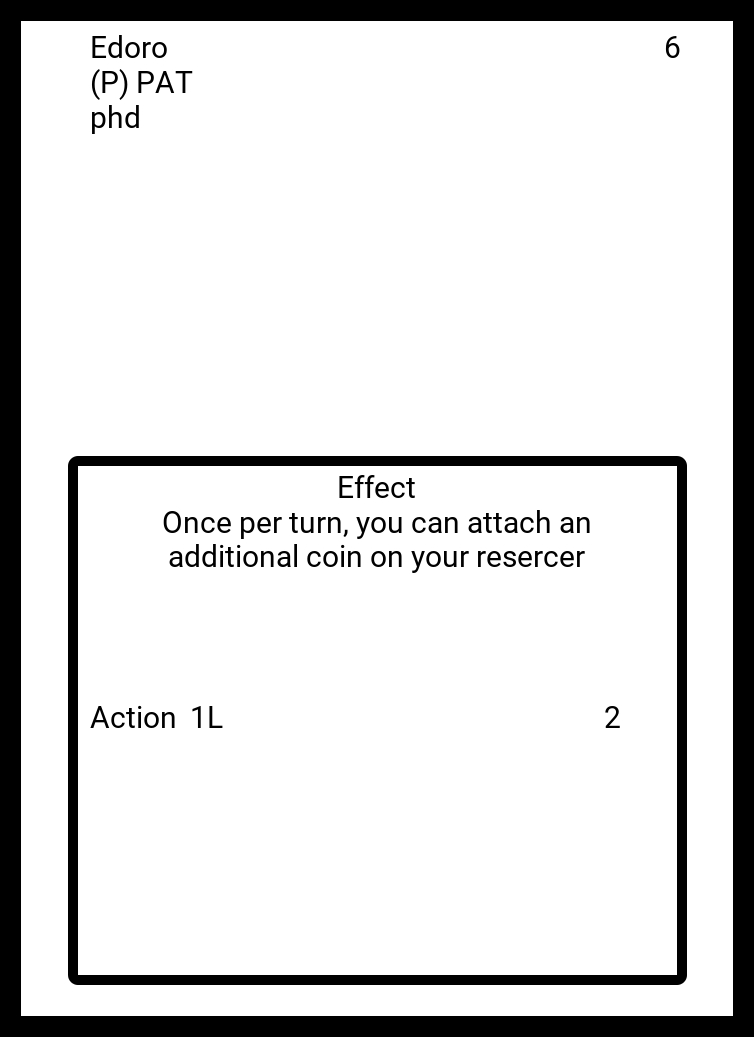 Edoro 6
(P) PAT
phd
Effect
Once per turn, you can attach an
additional coin on your resercer
Action 1L 2